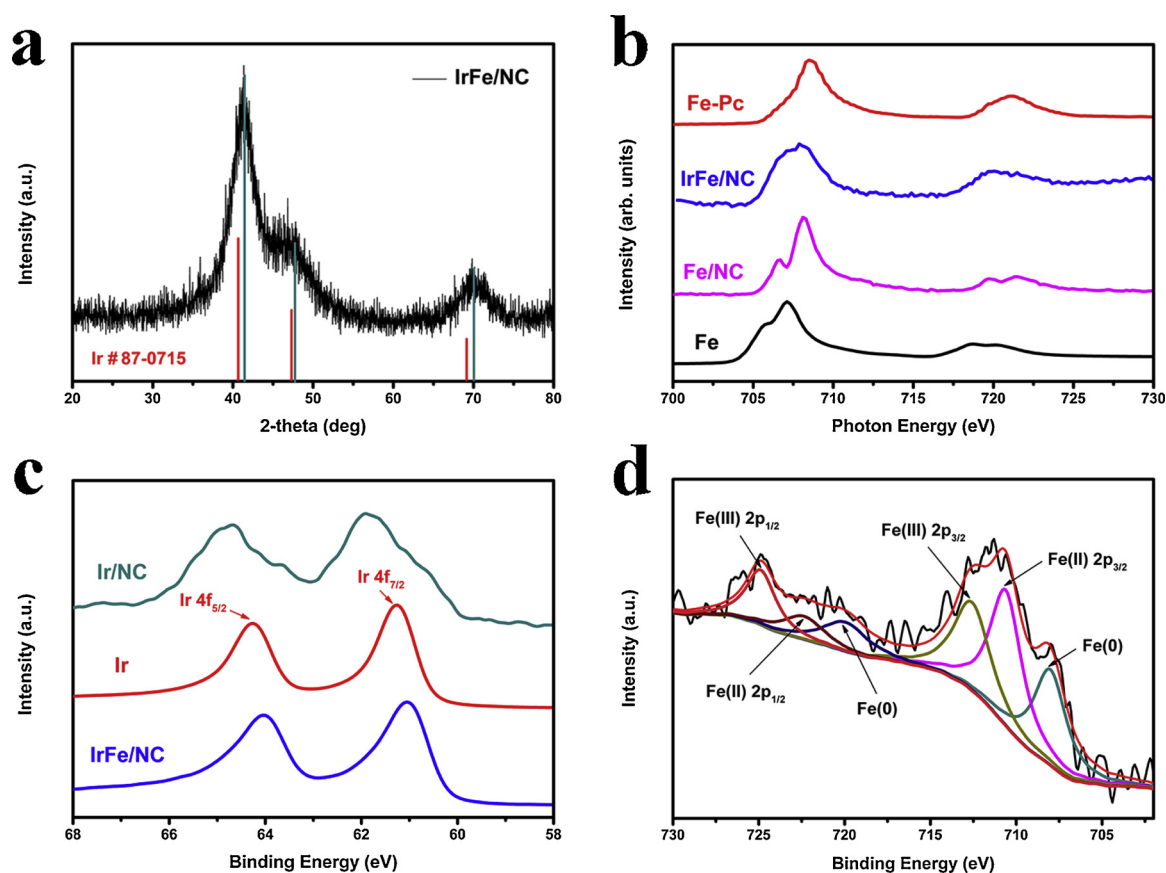 a
IrFe/NC
Intensity (a.u.)
Ir # 87-0715
20 30 40 50 60 70 80
2-theta (deg)
b
Fe-Pc
IrFe/NC
Fe/NC
Fe
Intensity (arb. units)
700 705 710 715 720 725 730
Photon Energy (eV)
c
Ir/NC
Ir 4f7/2
Ir 4f5/2
Ir
IrFe/NC
Intensity (a.u.)
68 66 64 62 60 58
Binding Energy (eV)
d
Fe(III) 2p1/2
Fe(III) 2p3/2
Fe(II) 2p3/2
Fe(0)
Fe(II) 2p1/2
Fe(0)
Intensity (a.u.)
730 725 720 715 710 705
Binding Energy (eV)